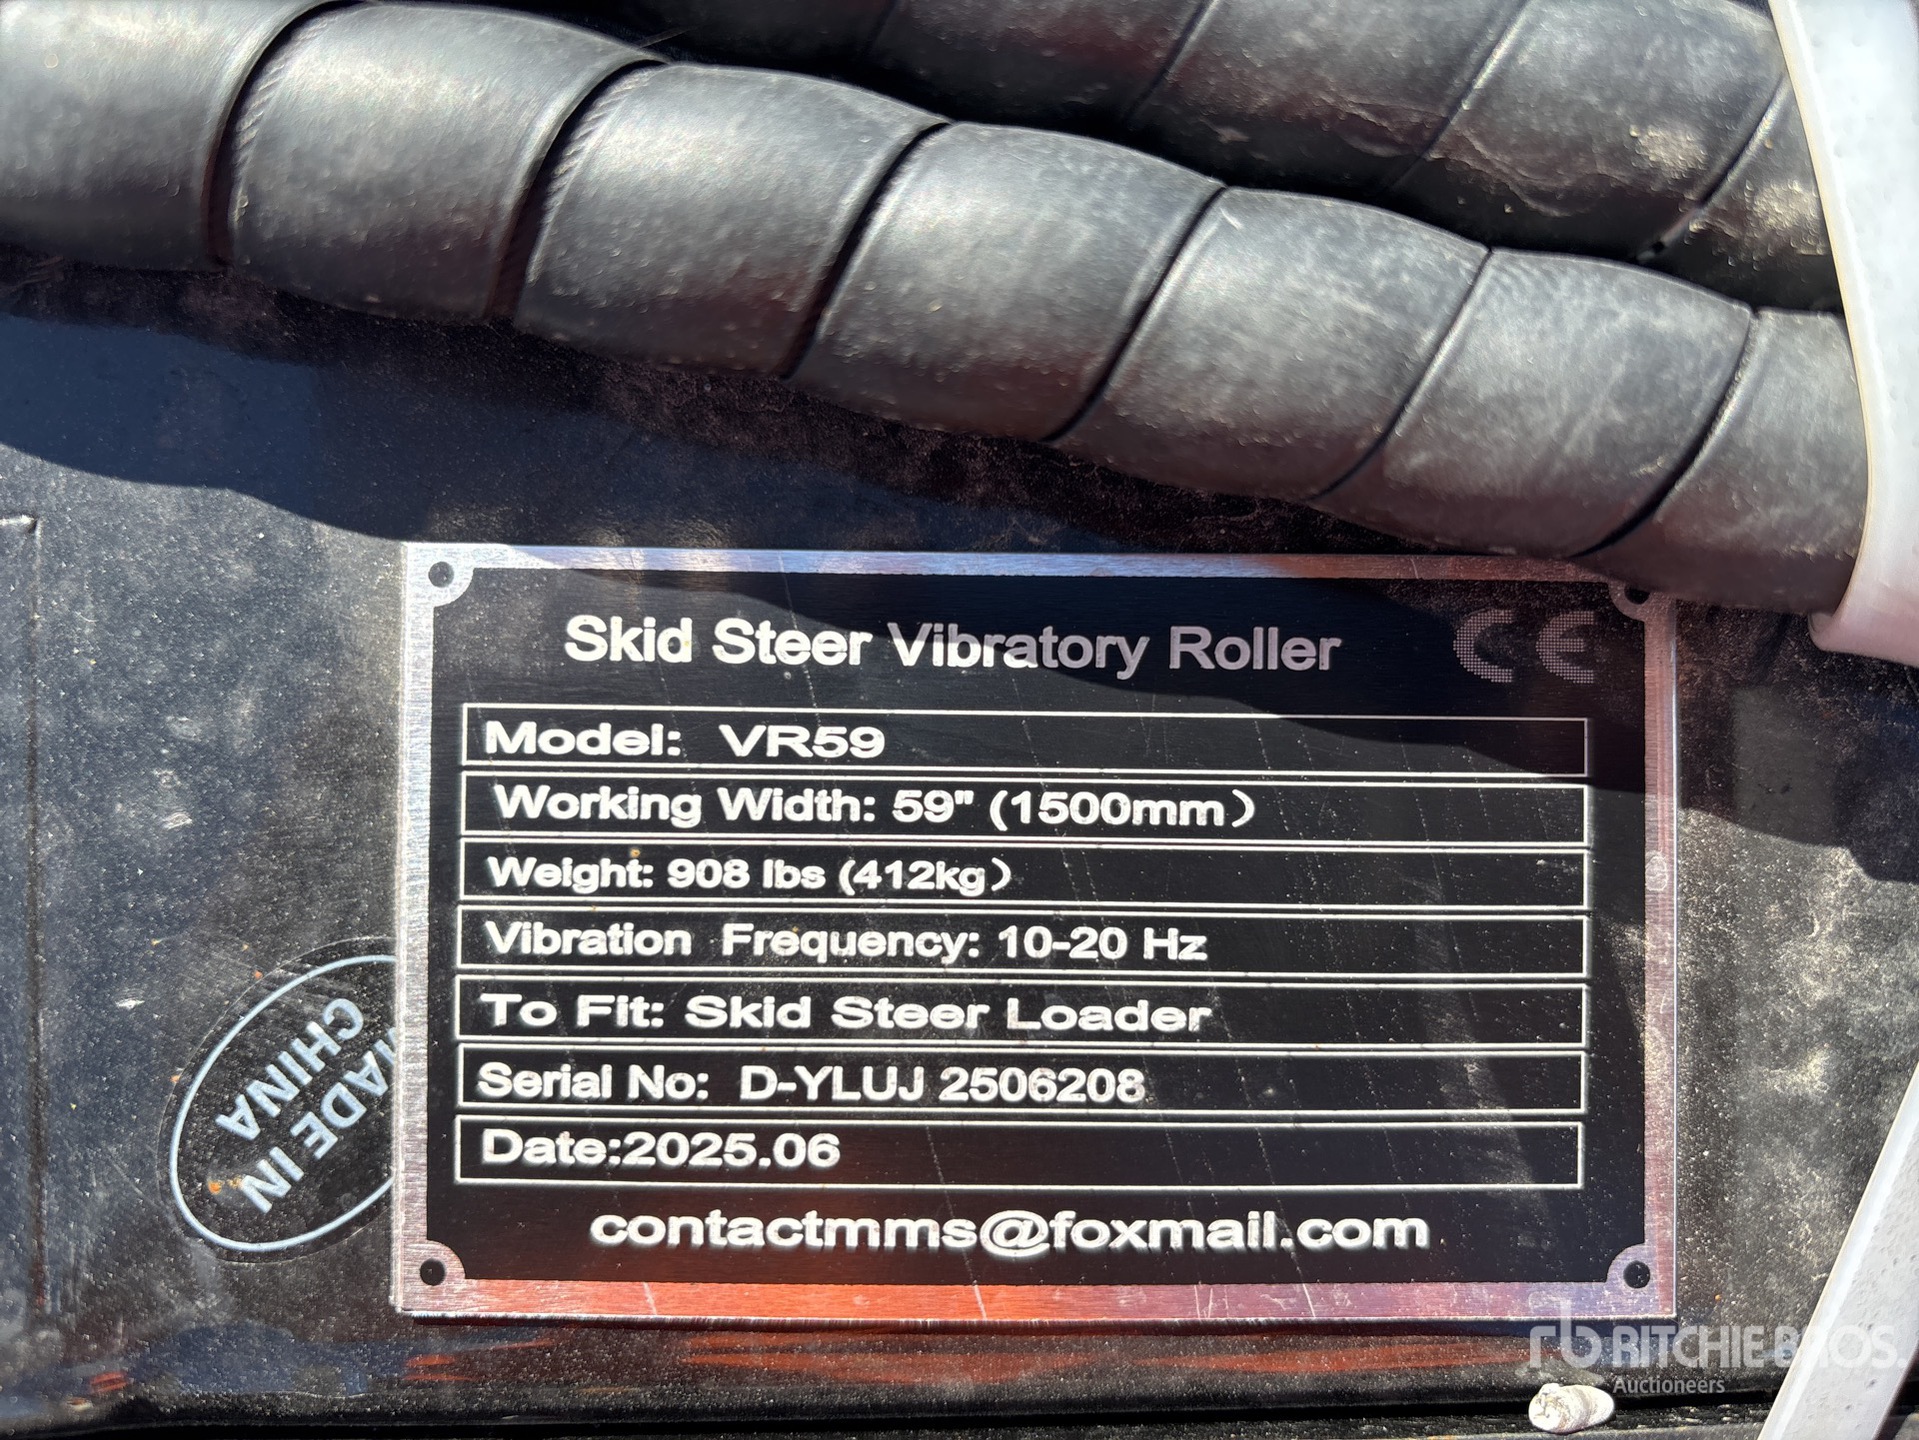 Skid Steer Vibratory Roller
CE
Model: VR59
Working Width: 59" (1500mm)
Weight: 908 lbs (412kg)
Vibration Frequency: 10-20 Hz
To Fit: Skid Steer Loader
Serial No: D-YLUJ 2506208
Date:2025.06
contactmms@foxmail.com
MADE IN
CHINA
rb RITCHIE BROS.
Auctioneers